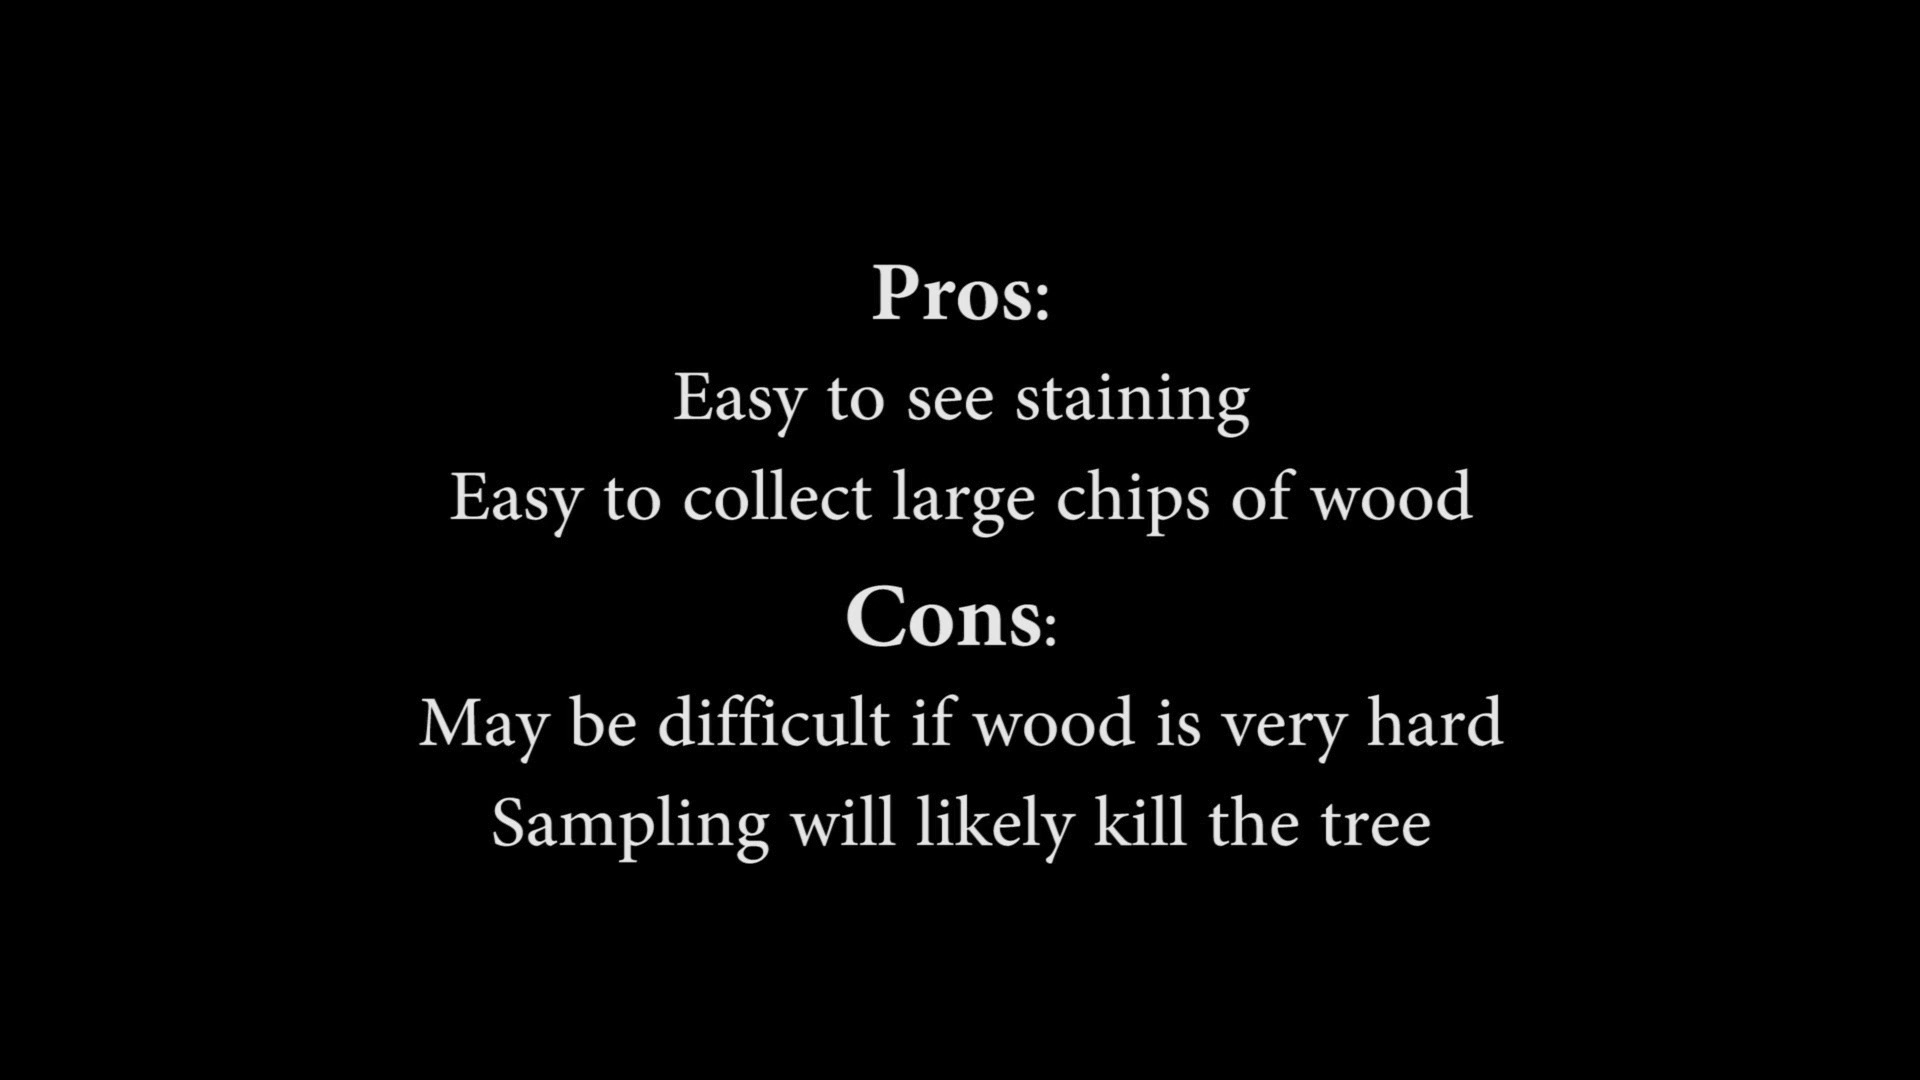 Pros:
Easy to see staining
Easy to collect large chips of wood
Cons:
May be difficult if wood is very hard
Sampling will likely kill the tree